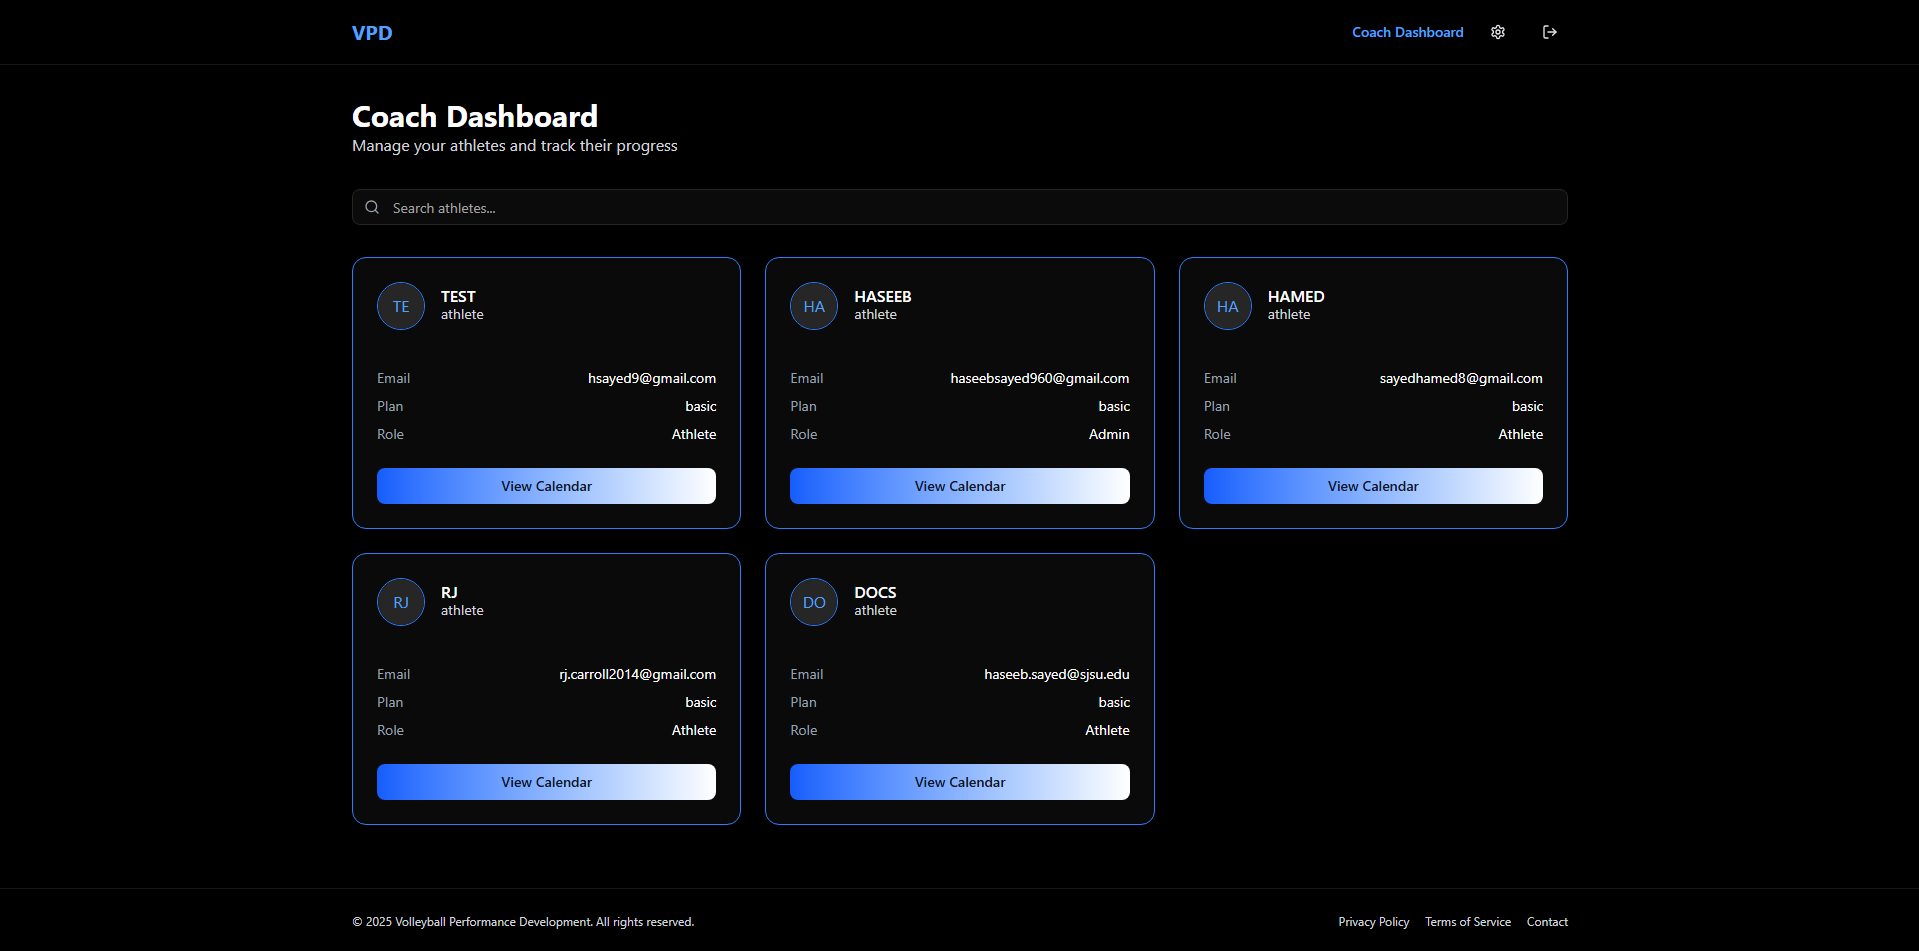 VPD
Coach Dashboard
Coach Dashboard
Manage your athletes and track their progress
Search athletes...
TE
TEST
athlete
Email hsayed9@gmail.com
Plan basic
Role Athlete
View Calendar
HA
HASEEB
athlete
Email haseebsayed960@gmail.com
Plan basic
Role Admin
View Calendar
HA
HAMED
athlete
Email sayedhamed8@gmail.com
Plan basic
Role Athlete
View Calendar
RJ
RJ
athlete
Email rj.carroll2014@gmail.com
Plan basic
Role Athlete
View Calendar
DO
DOCS
athlete
Email haseeb.sayed@sjsu.edu
Plan basic
Role Athlete
View Calendar
© 2025 Volleyball Performance Development. All rights reserved.
Privacy Policy Terms of Service Contact